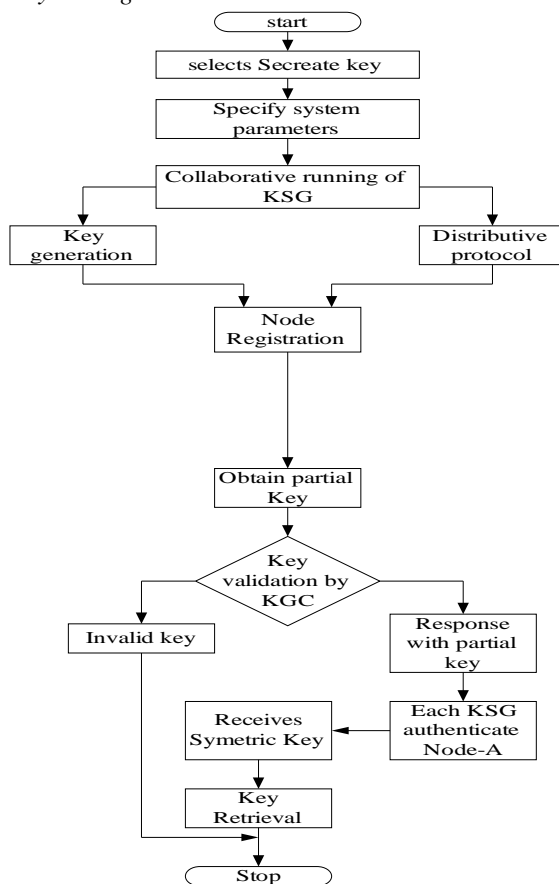 start
selects Secreate key
Specify system
parameters
Collaborative running of
KSG
Key
generation
Distributive
protocol
Node
Registration
Obtain partial
Key
Key
validation by
KGC
Invalid key
Response
with partial
key
Each KSG
authenticate
Node-A
Receives
Symetric Key
Key
Retrieval
Stop